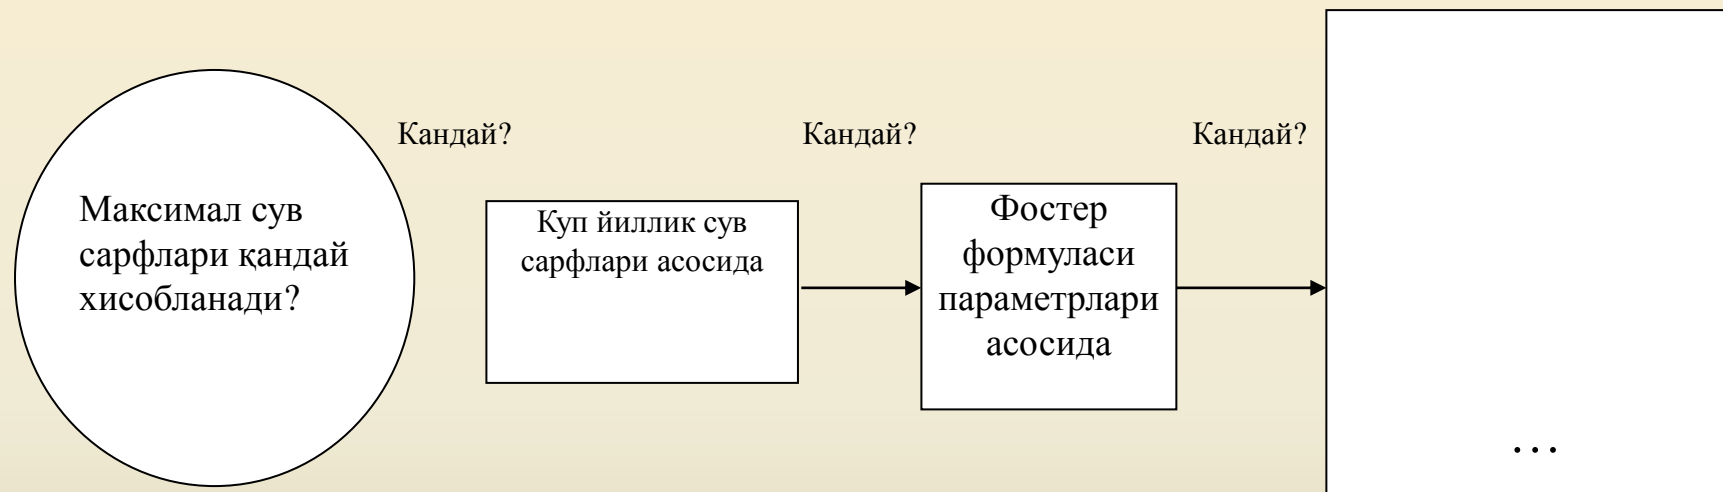 Кандай?
Кандай?
Кандай?
Максимал сув
сарфлари қандай
хисобланади?
Куп йиллик сув
сарфлари асосида
Фостер
формуласи
параметрлари
асосида
…